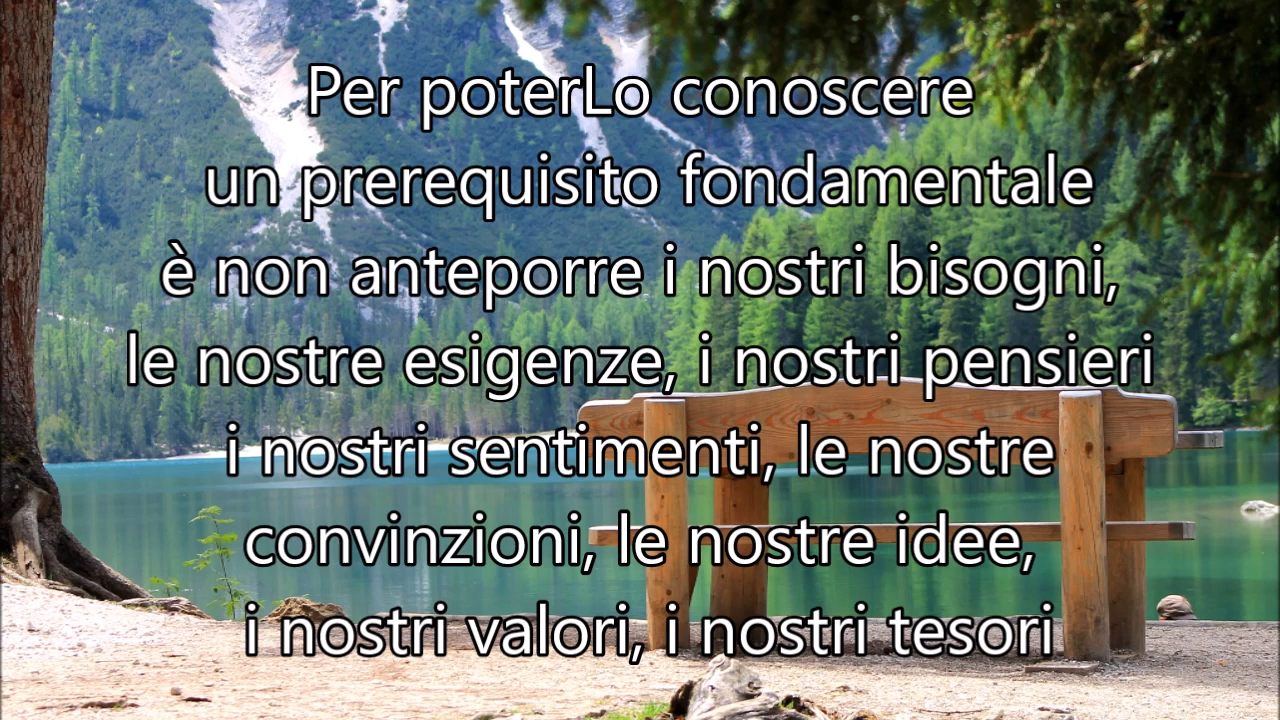 Per poterLo conoscere
un prerequisito fondamentale
è non anteporre i nostri bisogni,
le nostre esigenze, i nostri pensieri
i nostri sentimenti, le nostre
convinzioni, le nostre idee,
i nostri valori, i nostri tesori